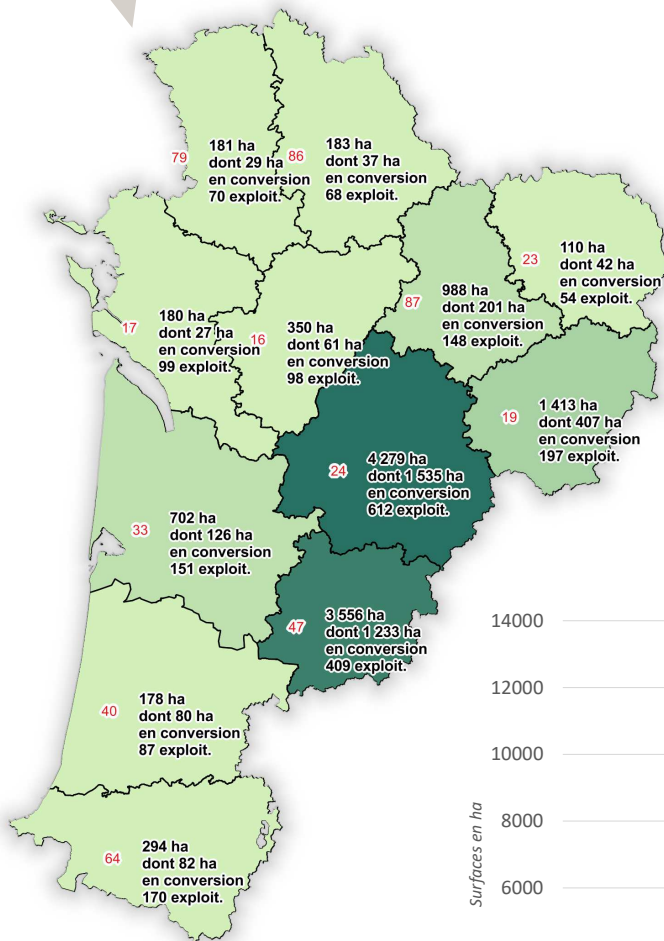 79
181 ha
dont 29 ha
en conversion
70 exploit.
86
183 ha
dont 37 ha
en conversion
68 exploit.
23
110 ha
dont 42 ha
en conversion
54 exploit.
87
988 ha
dont 201 ha
en conversion
148 exploit.
17
180 ha
dont 27 ha
en conversion
99 exploit.
16
350 ha
dont 61 ha
en conversion
98 exploit.
19
1 413 ha
dont 407 ha
en conversion
197 exploit.
24
4 279 ha
dont 1 535 ha
en conversion
612 exploit.
33
702 ha
dont 126 ha
en conversion
151 exploit.
47
3 556 ha
dont 1 233 ha
en conversion
409 exploit.
40
178 ha
dont 80 ha
en conversion
87 exploit.
64
294 ha
dont 82 ha
en conversion
170 exploit.
14000
12000
10000
8000
6000
Surfaces en ha